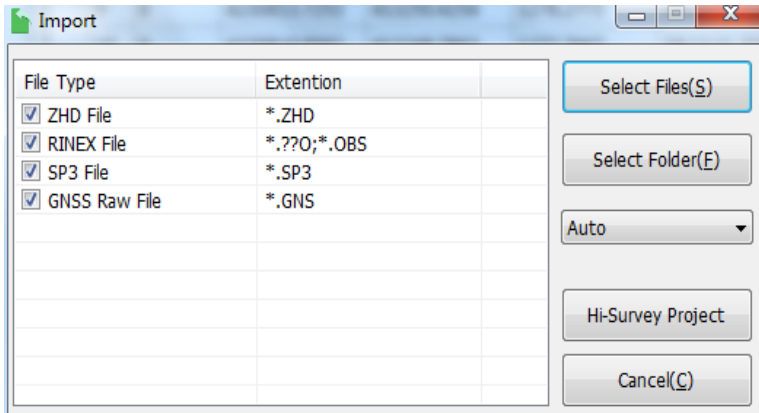 Import
File Type Extention
ZHD File *.ZHD
RINEX File *.??O;*.OBS
SP3 File *.SP3
GNSS Raw File *.GNS
Select Files(S)
Select Folder(F)
Auto
Hi-Survey Project
Cancel(C)